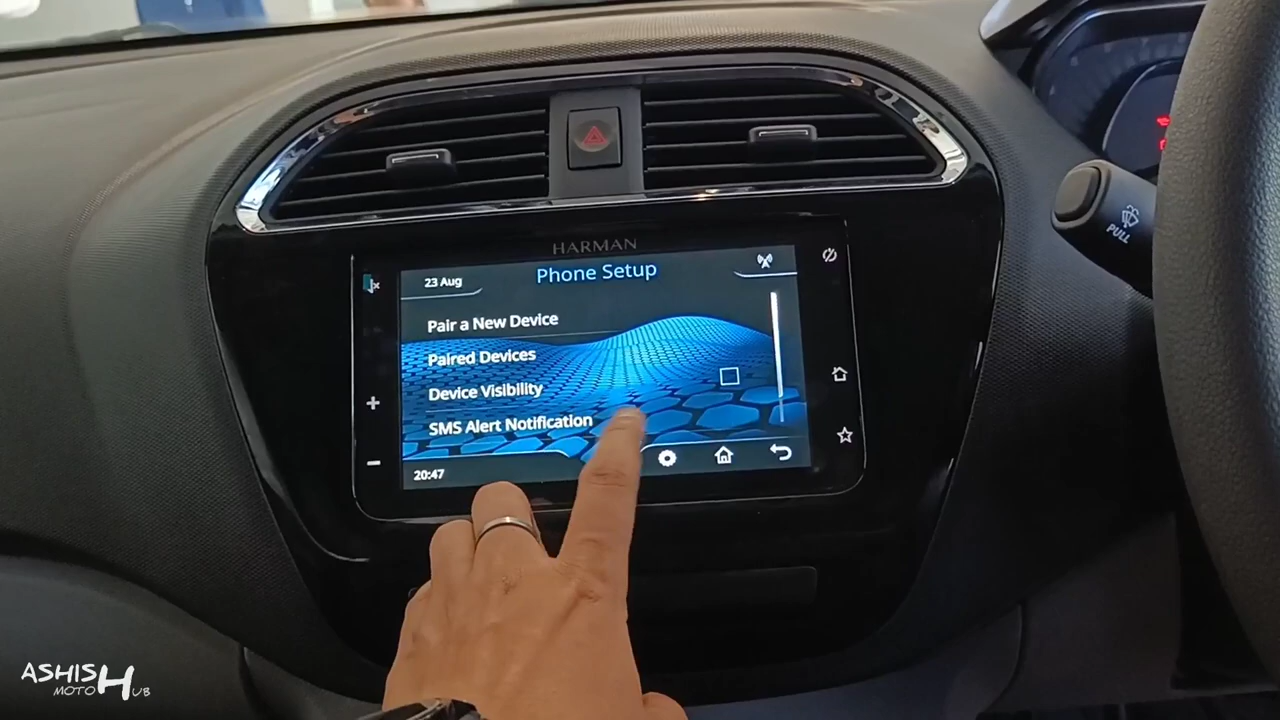 HARMAN
23 Aug
Phone Setup
Pair a New Device
Paired Devices
Device Visibility
SMS Alert Notification
20:47
PULL
ASHISH
MOTO HUB